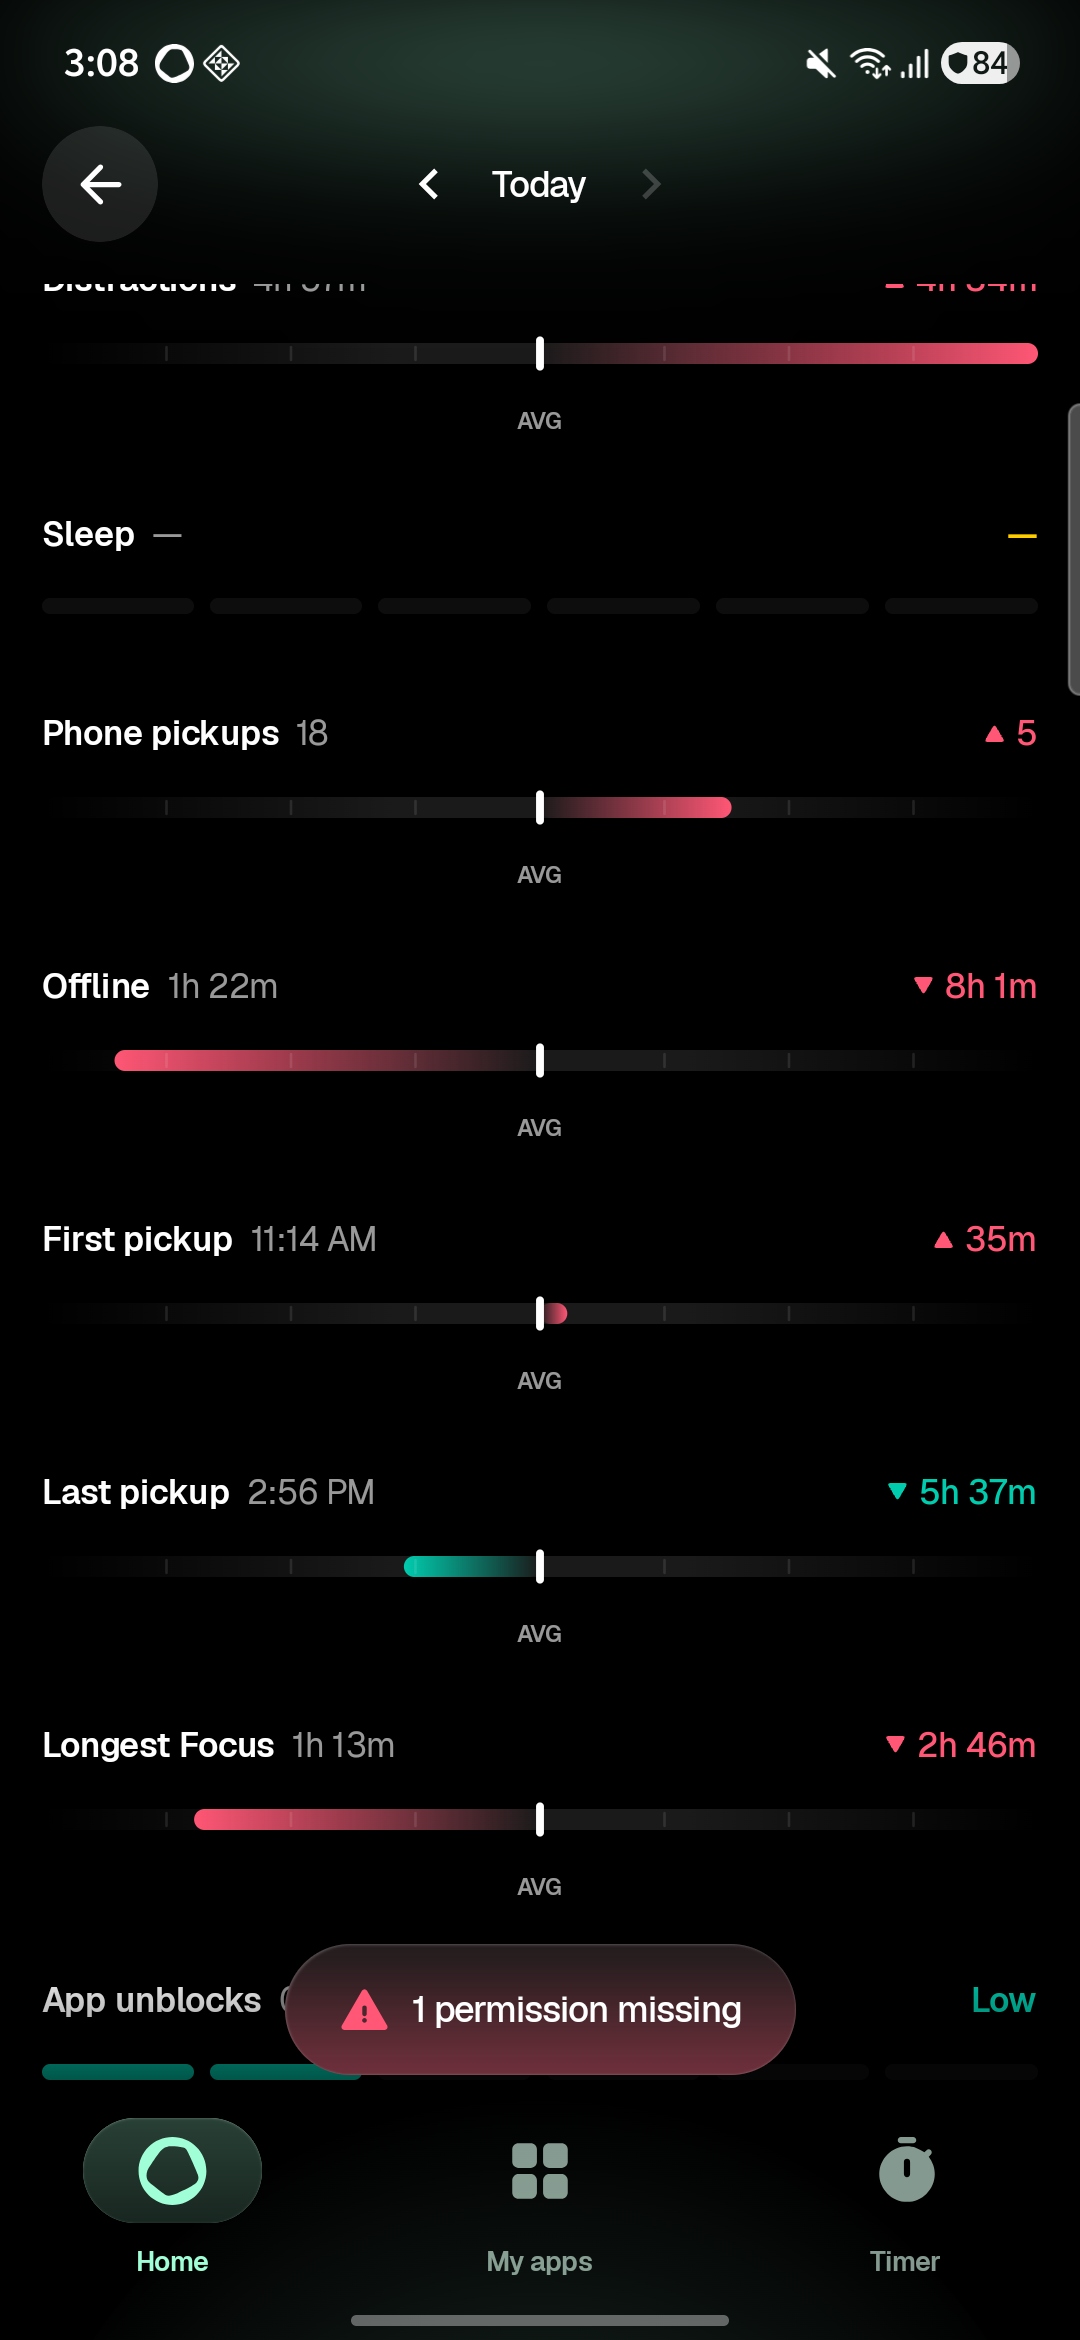 3:08
84
Today
Distractions
AVG
Sleep —
—
Phone pickups 18
5
AVG
Offline 1h 22m
8h 1m
AVG
First pickup 11:14 AM
35m
AVG
Last pickup 2:56 PM
5h 37m
AVG
Longest Focus 1h 13m
2h 46m
AVG
App unblocks
Low
1 permission missing
Home
My apps
Timer